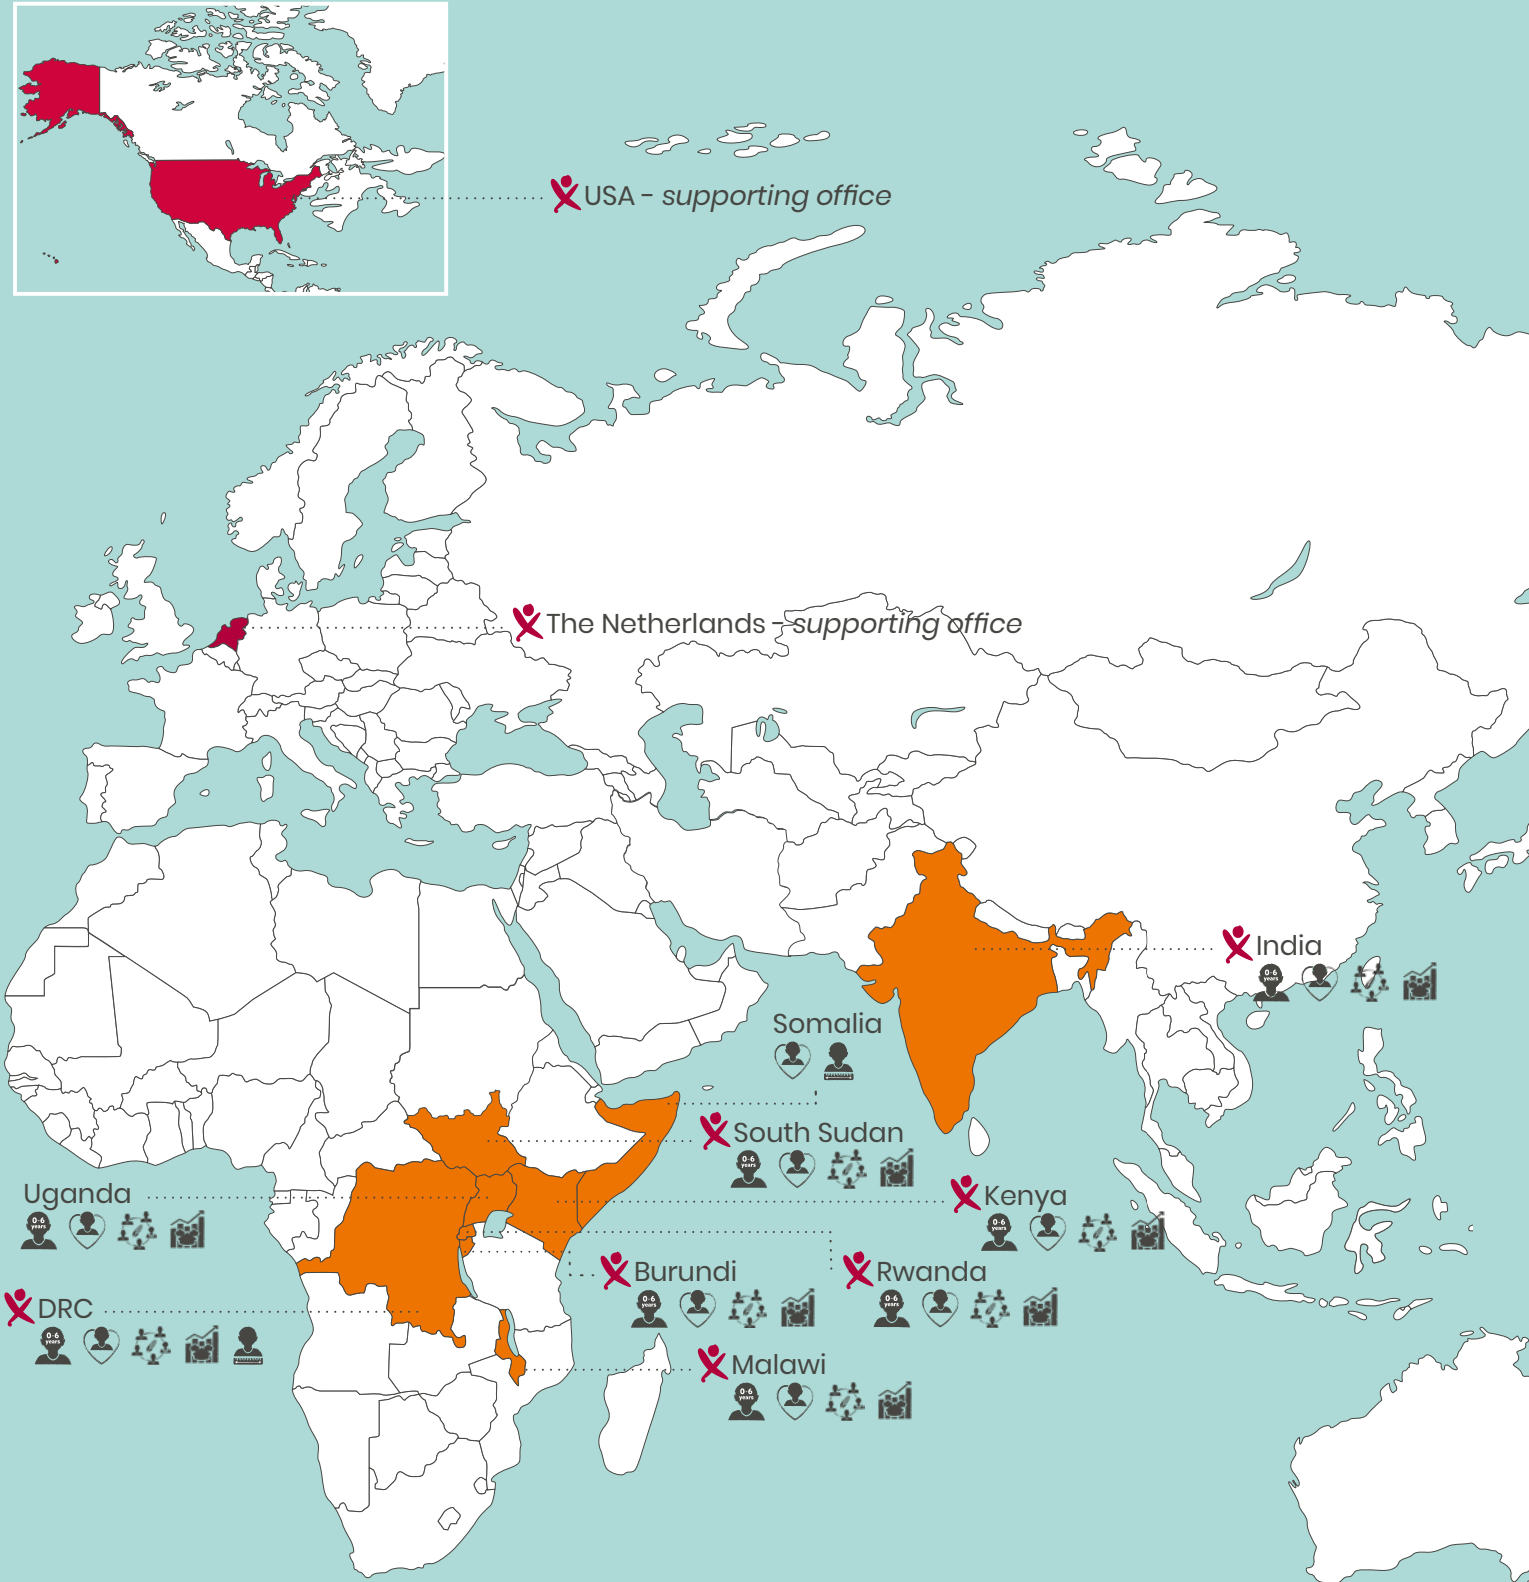 USA - supporting office
The Netherlands - supporting office
India
0-6 years
Somalia
South Sudan
0-6 years
Uganda
0-6 years
Kenya
0-6 years
Burundi
0-6 years
Rwanda
0-6 years
DRC
0-6 years
Malawi
0-6 years